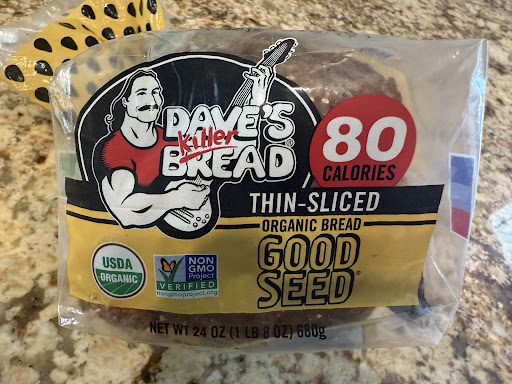 DAVE'S
Killer
BREAD®
80
CALORIES
THIN-SLICED
ORGANIC BREAD
GOOD
SEED®
USDA
ORGANIC
NON
GMO
Project
VERIFIED
nongmoproject.org
NET WT 24 OZ (1 LB 8 OZ) 680g